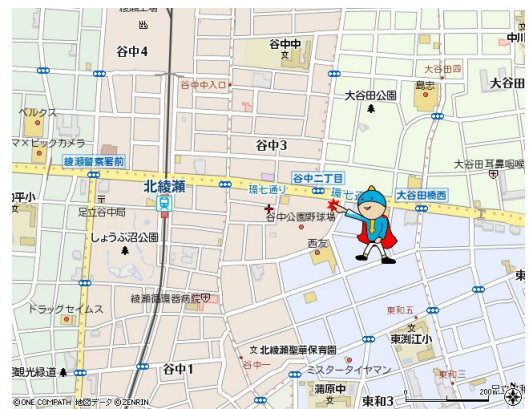 綾瀬工場
谷中4
谷中中
中川
大谷田四
大谷田
谷中中入口
大谷田公園
島忠
ベルクス
マ×ビックカメラ
谷中3
大谷田耳鼻咽喉
綾瀬警察署前
谷中二丁目
環七通り
環七通
大谷田橋西
北綾瀬
足立谷中局
谷中公園野球場
しょうぶ沼公園
西友
綾瀬循環器病院
ドラッグセイムス
東和五
東渕江小
北綾瀬聖華保育園
谷中一
ミスタータイヤマン
観光緑道
谷中1
蒲原中
東和三
東和3
200m
©ONE COMPATH 地図データ ©ZENRIN